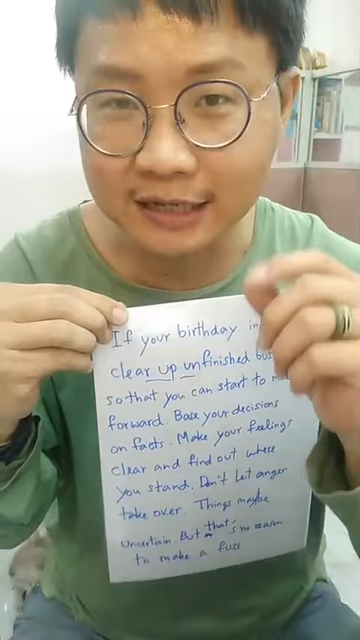 If your birthday
clear up unfinished
so that you can start to
forward. Base your decisions
on facts. Make your feelings
clear and find out where
you stand. Don't let anger
take over. Things maybe
Uncertain But that's no reason
to make a fuss